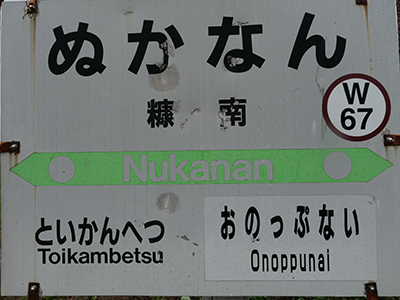 ぬかなん
糠南
W
67
Nukanan
といかんべつ
Toikambetsu
おのっぷない
Onoppunai